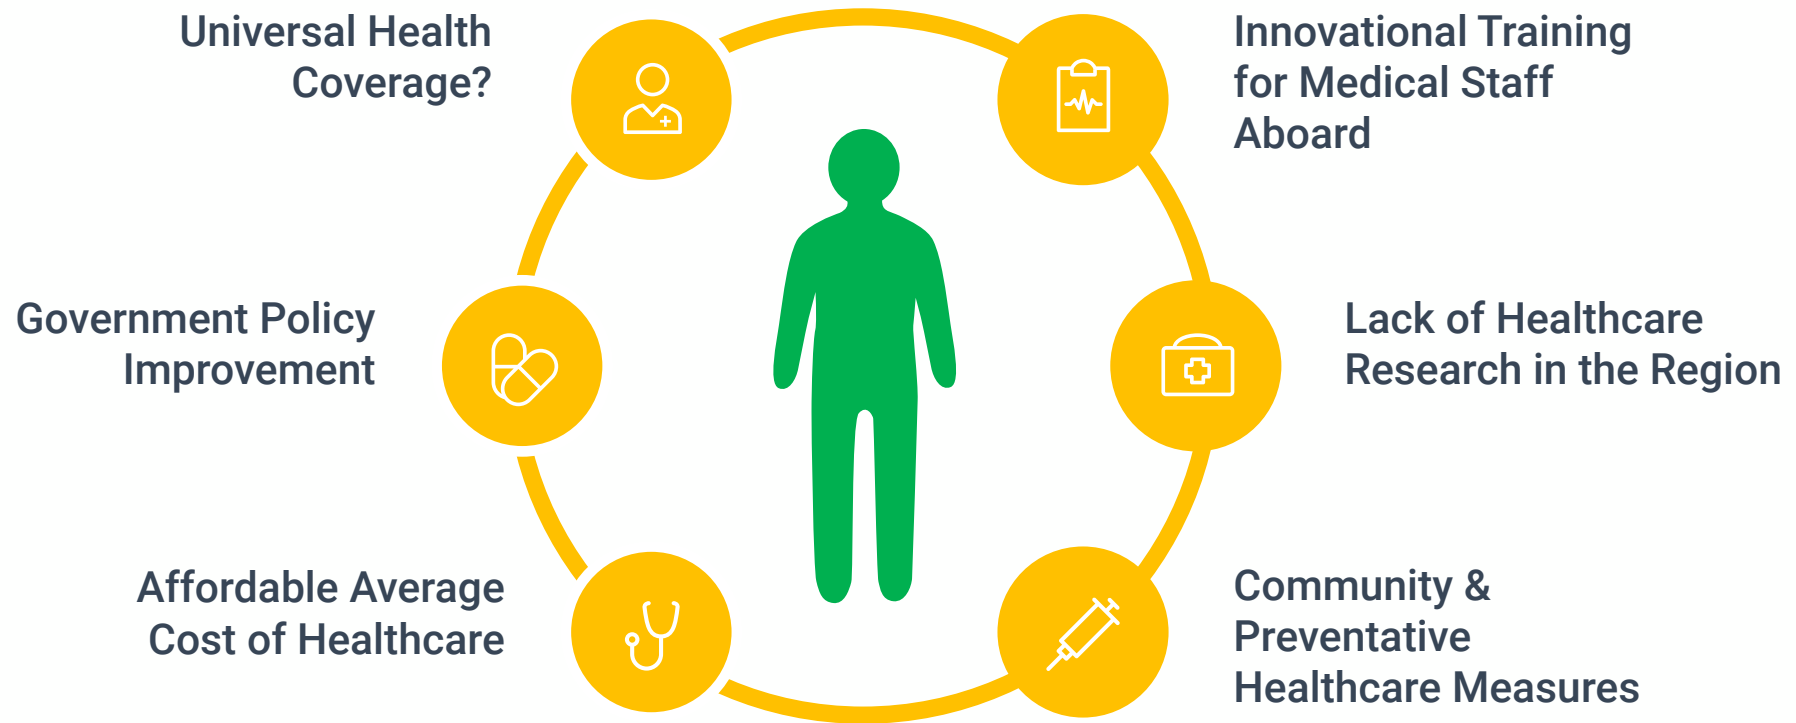 Universal Health
Coverage?
Innovational Training
for Medical Staff
Aboard
Government Policy
Improvement
Lack of Healthcare
Research in the Region
Affordable Average
Cost of Healthcare
Community &
Preventative
Healthcare Measures